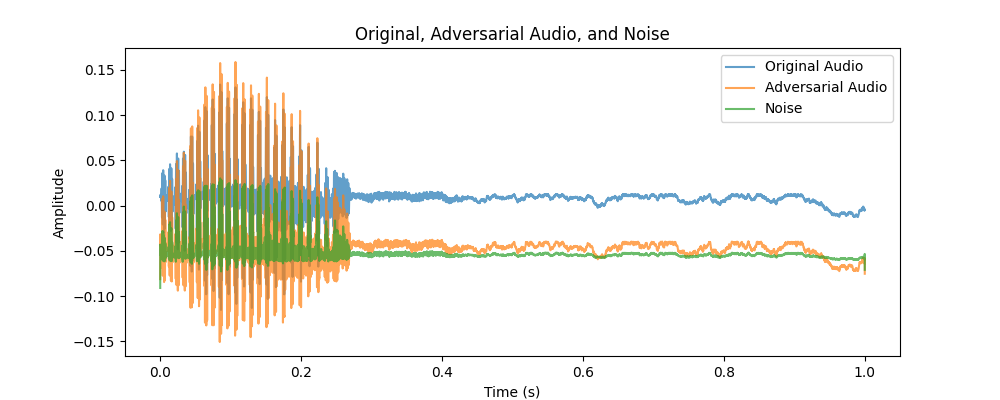 Original, Adversarial Audio, and Noise
Original Audio
Adversarial Audio
Noise
0.15
0.10
0.05
0.00
−0.05
−0.10
−0.15
Amplitude
0.0
0.2
0.4
0.6
0.8
1.0
Time (s)